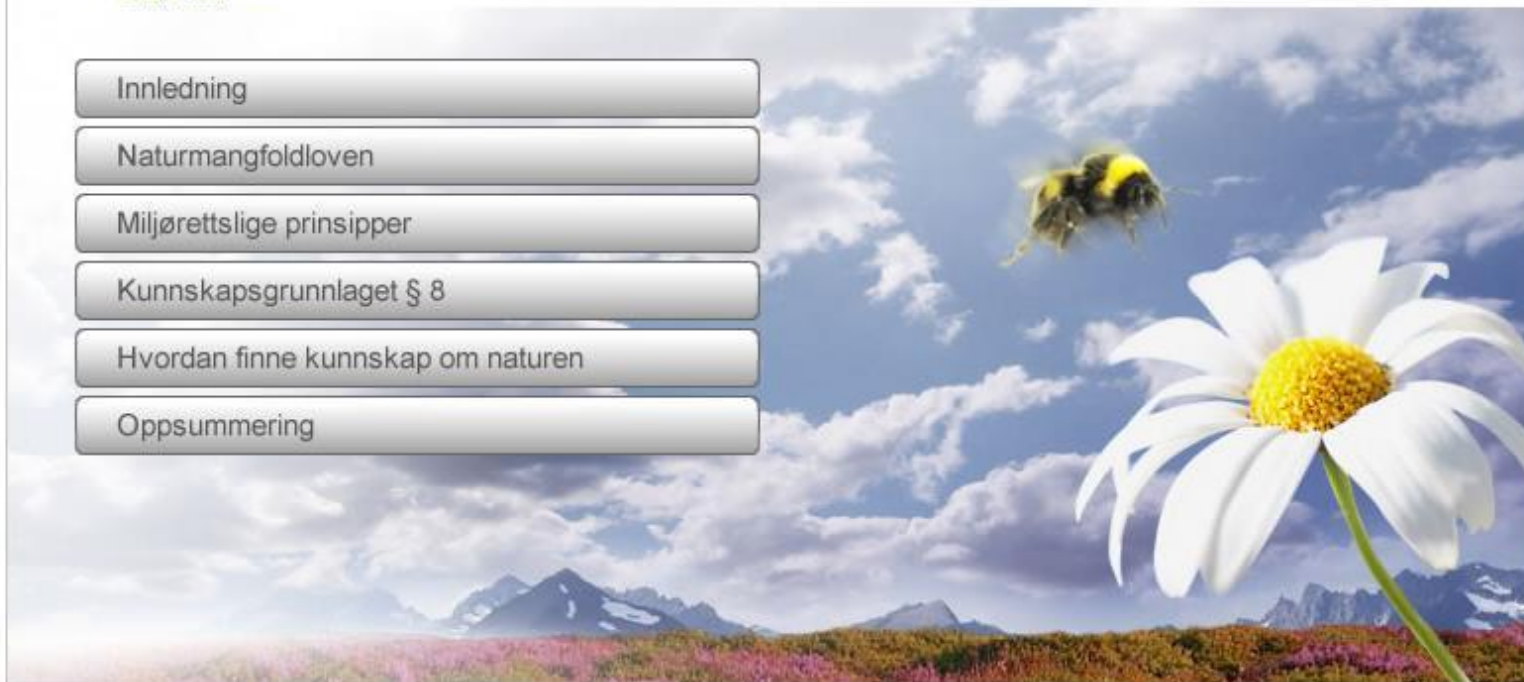 Innledning
Naturmangfoldloven
Miljørettslige prinsipper
Kunnskapsgrunnlaget § 8
Hvordan finne kunnskap om naturen
Oppsummering